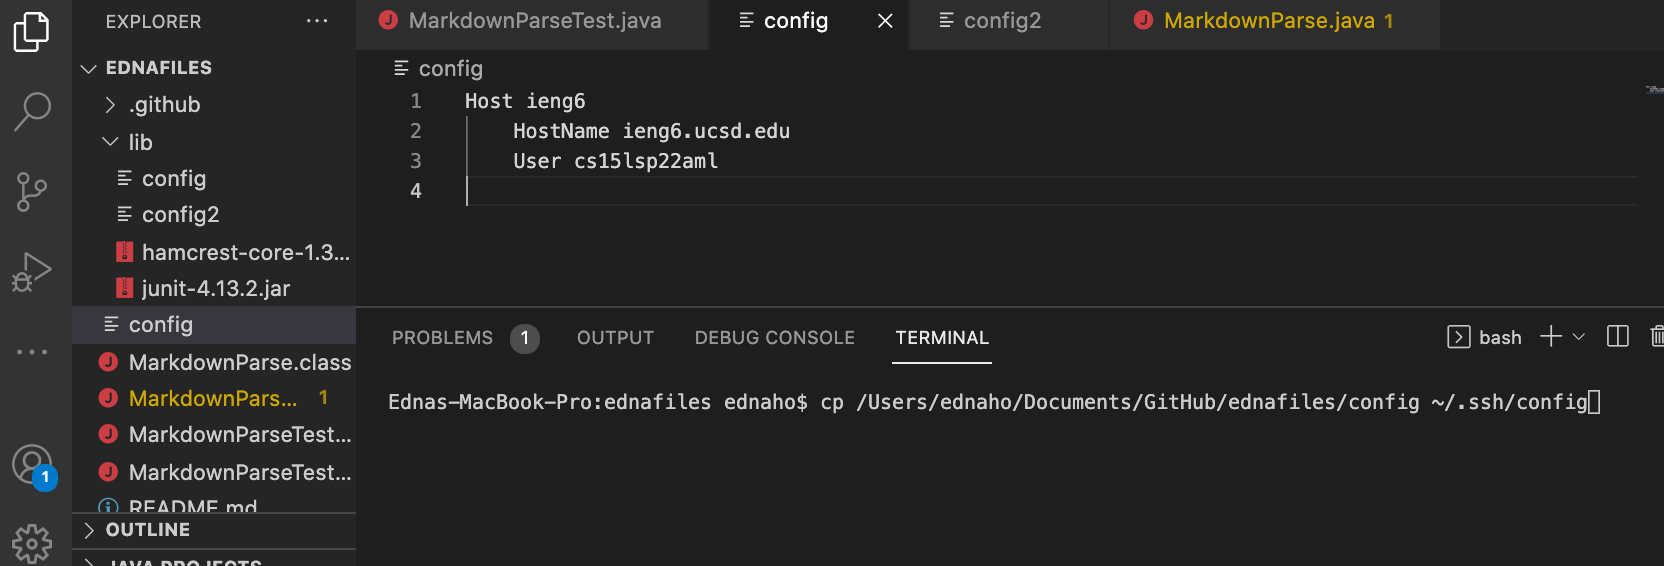 EXPLORER
EDNAFILES
.github
lib
config
config2
hamcrest-core-1.3...
junit-4.13.2.jar
config
MarkdownParse.class
MarkdownPars... 1
MarkdownParseTest...
MarkdownParseTest...
README.md
OUTLINE
JAVA PROJECTS
1
MarkdownParseTest.java
config
config2
MarkdownParse.java 1
config
1 Host ieng6
2 HostName ieng6.ucsd.edu
3 User cs15lsp22aml
4
PROBLEMS 1 OUTPUT DEBUG CONSOLE TERMINAL bash
Ednas-MacBook-Pro:ednafiles ednaho$ cp /Users/ednaho/Documents/GitHub/ednafiles/config ~/.ssh/config